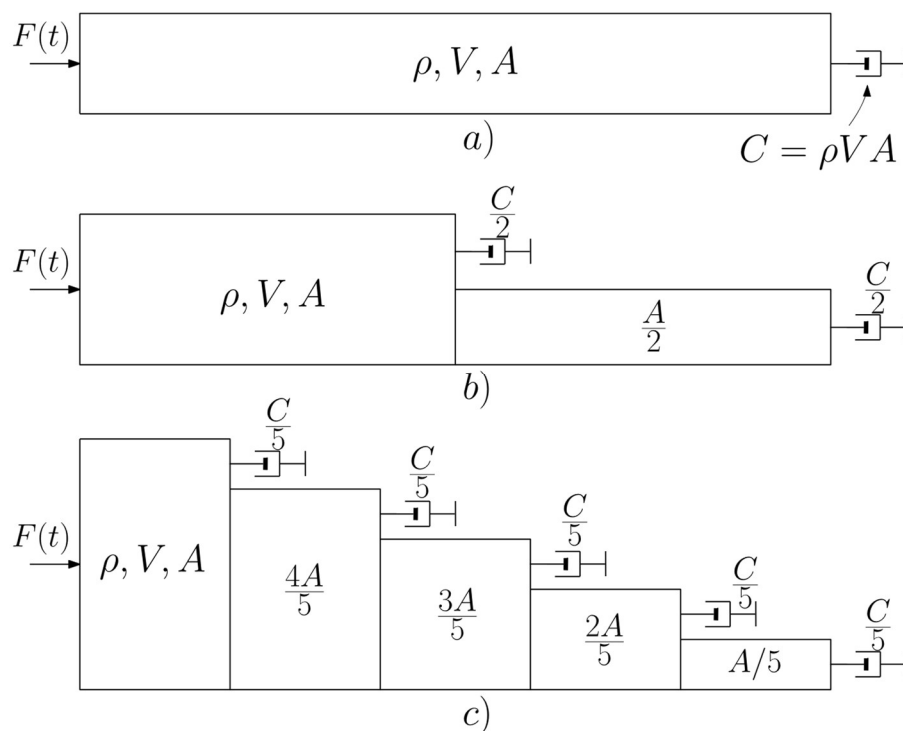 F(t)
ρ, V, A
C = ρVA
a)
C/2
F(t)
ρ, V, A
A/2
C/2
b)
C/5
C/5
F(t)
ρ, V, A
4A/5
3A/5
C/5
2A/5
C/5
A/5
C/5
c)